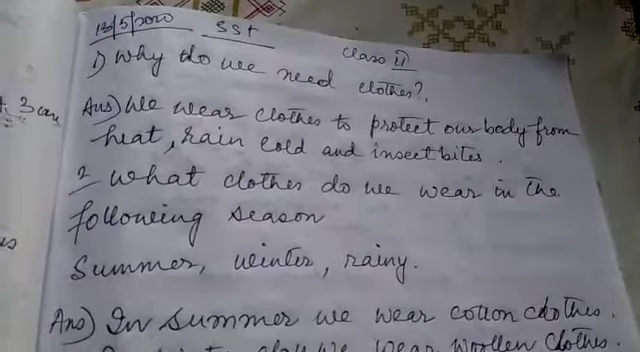 13/5/2020 SSt
Class II
1) Why do we need clothes?.
Ans) We wear clothes to protect our body from
heat, rain cold and insect bites.
2 What clothes do we wear in the
following season
Summer, winter, rainy.
Ans) In summer we wear cotton clothes.
we wear woollen clothes.